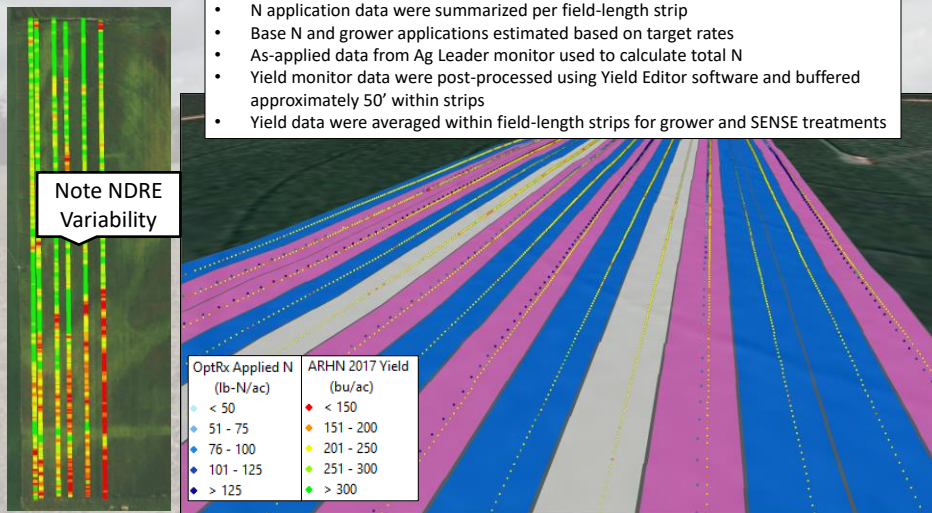 • N application data were summarized per field-length strip
• Base N and grower applications estimated based on target rates
• As-applied data from Ag Leader monitor used to calculate total N
• Yield monitor data were post-processed using Yield Editor software and buffered
approximately 50’ within strips
• Yield data were averaged within field-length strips for grower and SENSE treatments
Note NDRE
Variability
OptRx Applied N
(lb-N/ac)
< 50
51 - 75
76 - 100
101 - 125
> 125
ARHN 2017 Yield
(bu/ac)
< 150
151 - 200
201 - 250
251 - 300
> 300